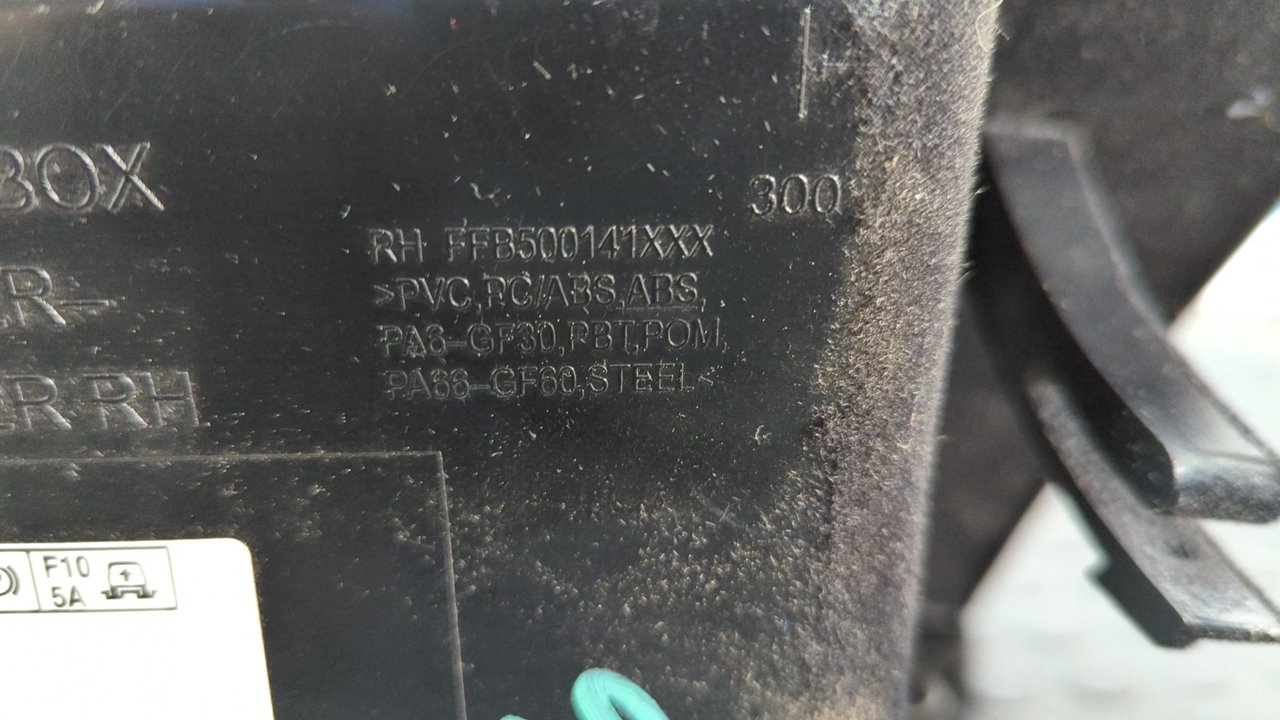 BOX
300
RH FFB500141XXX
>PVC,PC/ABS,ABS,
PA6-GF30,PBT,POM,
PA66-GF60,STEEL<
R-
R RH
F10
5A